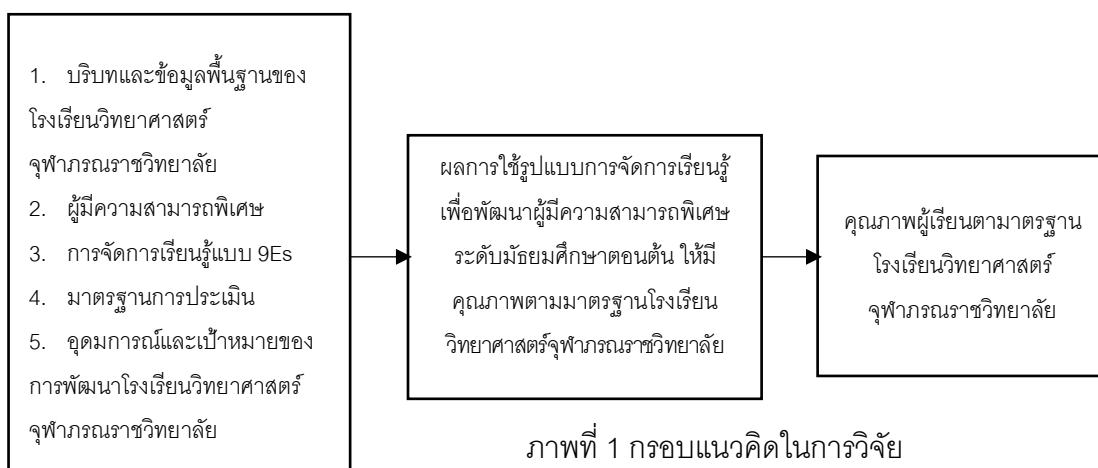 1. บริบทและข้อมูลพื้นฐานของ
โรงเรียนวิทยาศาสตร์
จุฬาภรณราชวิทยาลัย
2. ผู้มีความสามารถพิเศษ
3. การจัดการเรียนรู้แบบ 9Es
4. มาตรฐานการประเมิน
5. อุดมการณ์และเป้าหมายของ
การพัฒนาโรงเรียนวิทยาศาสตร์
จุฬาภรณราชวิทยาลัย
ผลการใช้รูปแบบการจัดการเรียนรู้
เพื่อพัฒนาผู้มีความสามารถพิเศษ
ระดับมัธยมศึกษาตอนต้น ให้มี
คุณภาพตามมาตรฐานโรงเรียน
วิทยาศาสตร์จุฬาภรณราชวิทยาลัย
คุณภาพผู้เรียนตามาตรฐาน
โรงเรียนวิทยาศาสตร์
จุฬาภรณราชวิทยาลัย
ภาพที่ 1 กรอบแนวคิดในการวิจัย